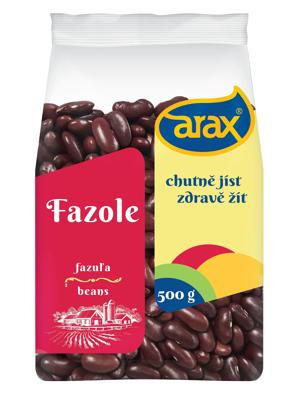 arax
chutně jíst
zdravě žít
Fazole
fazuľa
beans
500 g